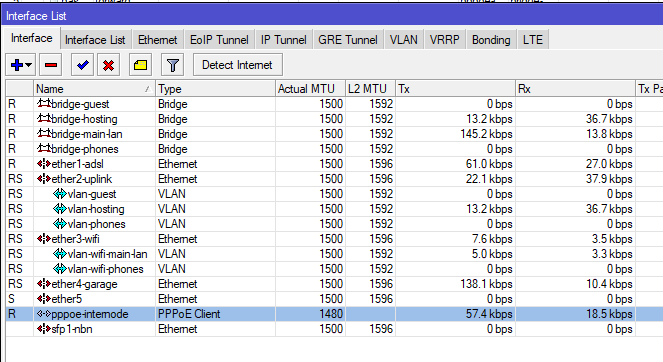 Interface List
Interface Interface List Ethernet EoIP Tunnel IP Tunnel GRE Tunnel VLAN VRRP Bonding LTE
Detect Internet
Name Type Actual MTU L2 MTU Tx Rx Tx Pa
R bridge-guest Bridge 1500 1592 0 bps 0 bps
R bridge-hosting Bridge 1500 1592 13.2 kbps 36.7 kbps
R bridge-main-lan Bridge 1500 1592 145.2 kbps 13.8 kbps
R bridge-phones Bridge 1500 1592 0 bps 0 bps
R ether1-adsl Ethernet 1500 1596 61.0 kbps 27.0 kbps
RS ether2-uplink Ethernet 1500 1596 22.1 kbps 37.9 kbps
RS vlan-guest VLAN 1500 1592 0 bps 0 bps
RS vlan-hosting VLAN 1500 1592 13.2 kbps 36.7 kbps
RS vlan-phones VLAN 1500 1592 0 bps 0 bps
RS ether3-wifi Ethernet 1500 1596 7.6 kbps 3.5 kbps
RS vlan-wifi-main-lan VLAN 1500 1592 5.0 kbps 3.3 kbps
RS vlan-wifi-phones VLAN 1500 1592 0 bps 0 bps
RS ether4-garage Ethernet 1500 1596 138.1 kbps 10.4 kbps
S ether5 Ethernet 1500 1596 0 bps 0 bps
R pppoe-internode PPPoE Client 1480 57.4 kbps 18.5 kbps
sfp1-nbn Ethernet 1500 1596 0 bps 0 bps